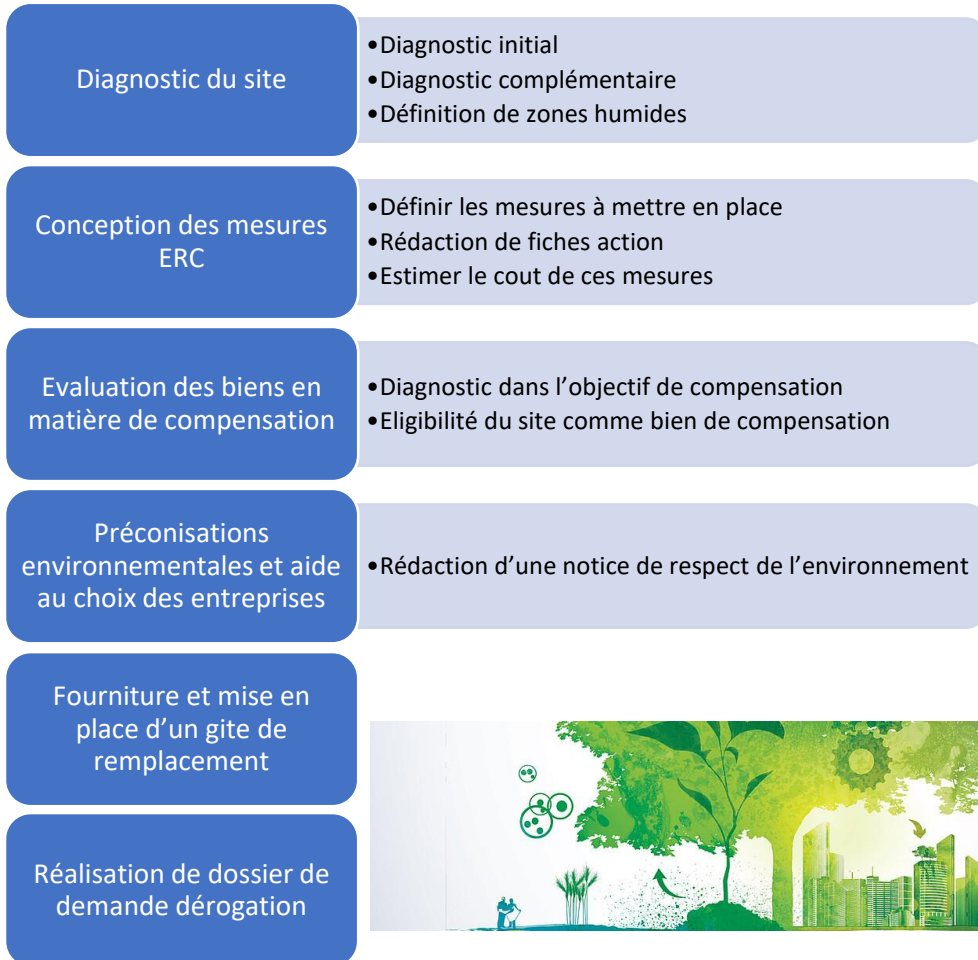 Diagnostic du site
•Diagnostic initial
•Diagnostic complémentaire
•Définition de zones humides
Conception des mesures
ERC
•Définir les mesures à mettre en place
•Rédaction de fiches action
•Estimer le cout de ces mesures
Evaluation des biens en
matière de compensation
•Diagnostic dans l’objectif de compensation
•Eligibilité du site comme bien de compensation
Préconisations
environnementales et aide
au choix des entreprises
•Rédaction d’une notice de respect de l’environnement
Fourniture et mise en
place d’un gite de
remplacement
Réalisation de dossier de
demande dérogation